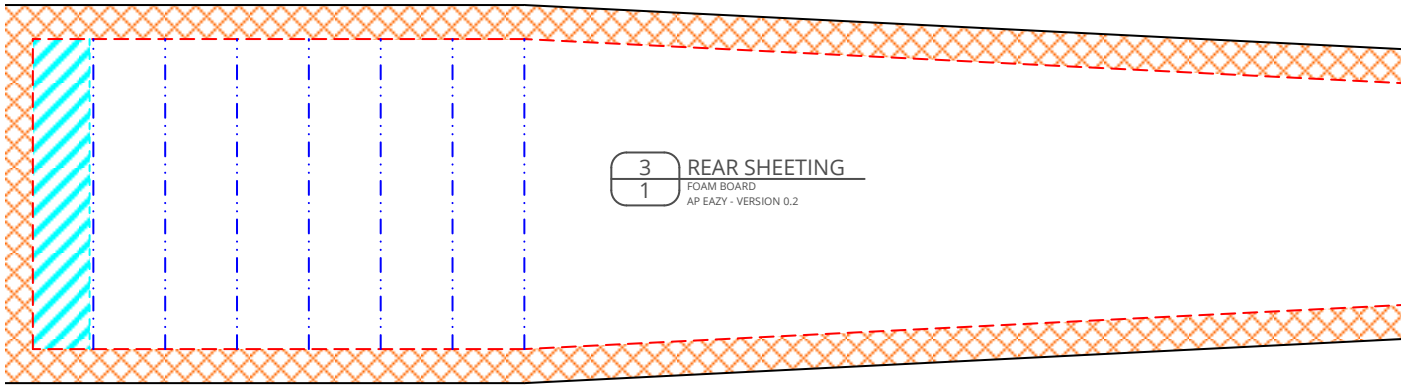 3
REAR SHEETING
1
FOAM BOARD
AP EAZY - VERSION 0.2